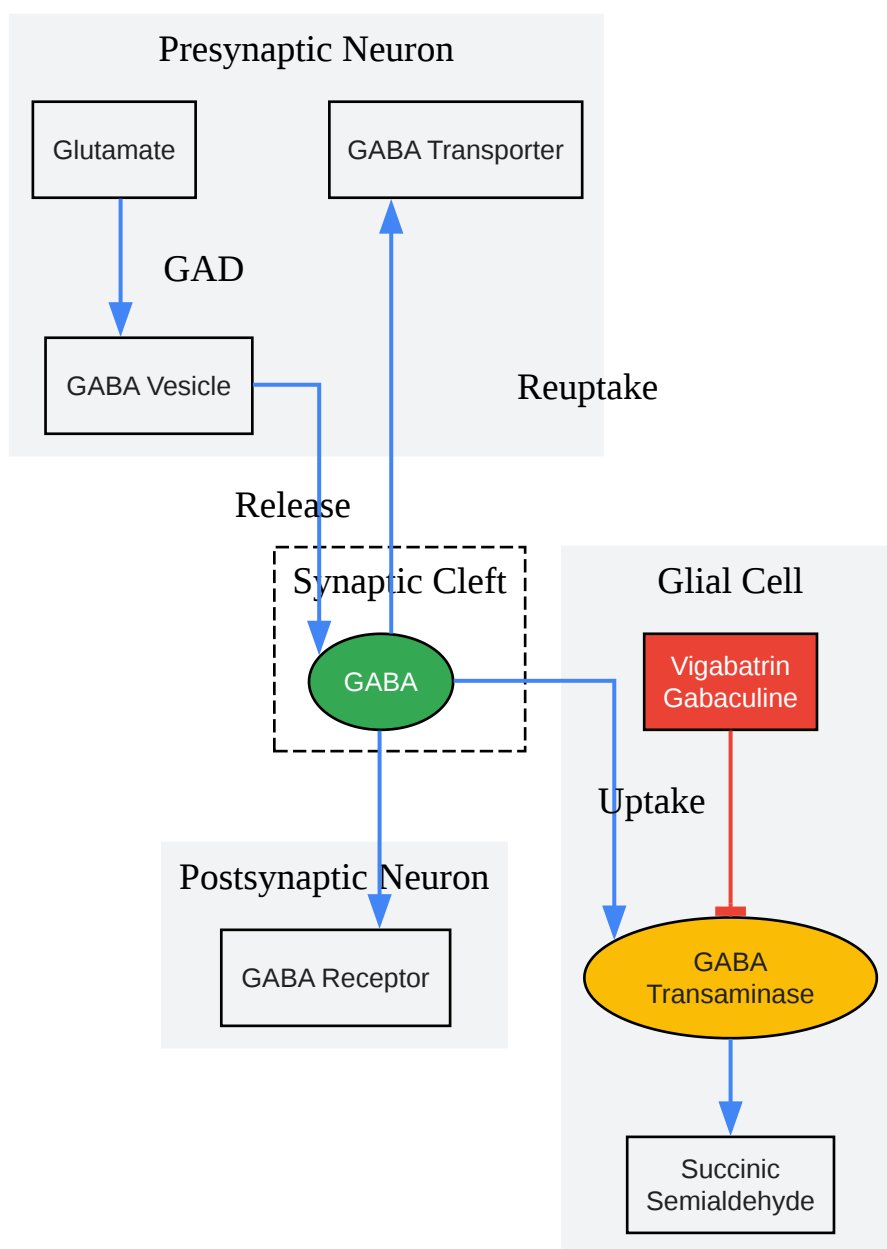 Presynaptic Neuron
Glutamate
GABA Transporter
GAD
GABA Vesicle
Reuptake
Release
Synaptic Cleft
GABA
Glial Cell
Vigabatrin
Gabaculine
Uptake
Postsynaptic Neuron
GABA Receptor
GABA
Transaminase
Succinic
Semialdehyde